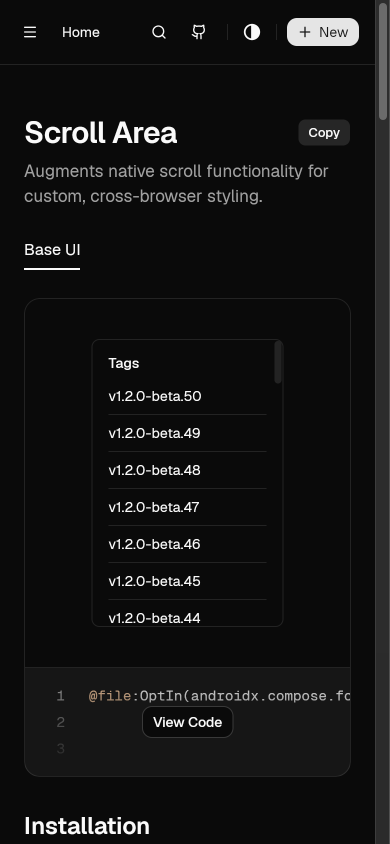 Home
New
Scroll Area
Copy
Augments native scroll functionality for
custom, cross-browser styling.
Base UI
Tags
v1.2.0-beta.50
v1.2.0-beta.49
v1.2.0-beta.48
v1.2.0-beta.47
v1.2.0-beta.46
v1.2.0-beta.45
v1.2.0-beta.44
1 @file:OptIn(androidx.compose.fo
2
View Code
3
Installation